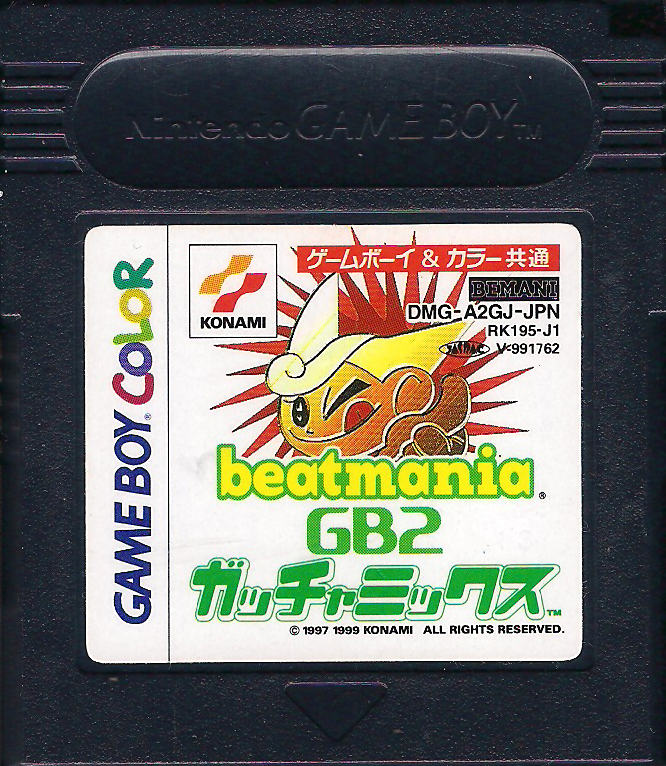 Nintendo GAME BOY TM
GAME BOY® COLOR
KONAMI
ゲームボーイ & カラー共通
BEMANI
DMG-A2GJ-JPN
RK195-J1
V-991762
beatmania®
GB2
ガッチャミックス™
© 1997 1999 KONAMI ALL RIGHTS RESERVED.